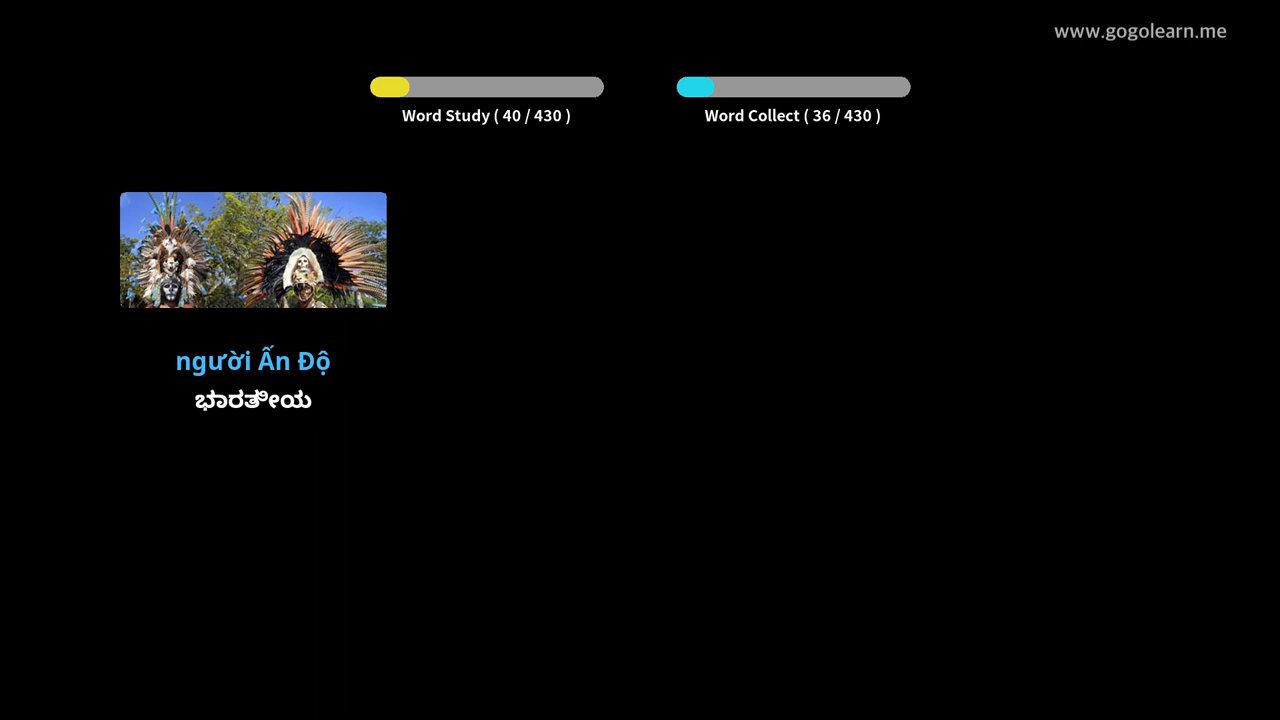 www.gogolearn.me
Word Study ( 40 / 430 )
Word Collect ( 36 / 430 )
người Ấn Độ
ಭಾರತೀಯ